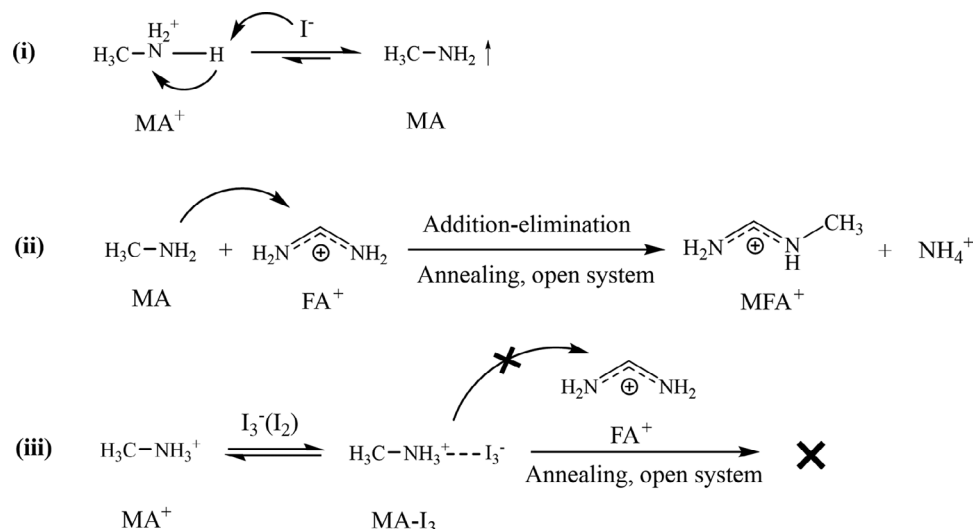 (i)
H₃C–N–H
H₂⁺
I⁻
H₃C–NH₂ ↑
MA⁺
MA
(ii)
H₃C–NH₂ + H₂N ⊕ NH₂
Addition-elimination
Annealing, open system
H₂N ⊕ N H CH₃ + NH₄⁺
MA
FA⁺
MFA⁺
(iii)
H₃C–NH₃⁺
I₃⁻(I₂)
H₃C–NH₃⁺---I₃⁻
H₂N ⊕ NH₂
FA⁺
Annealing, open system
MA⁺
MA-I₃